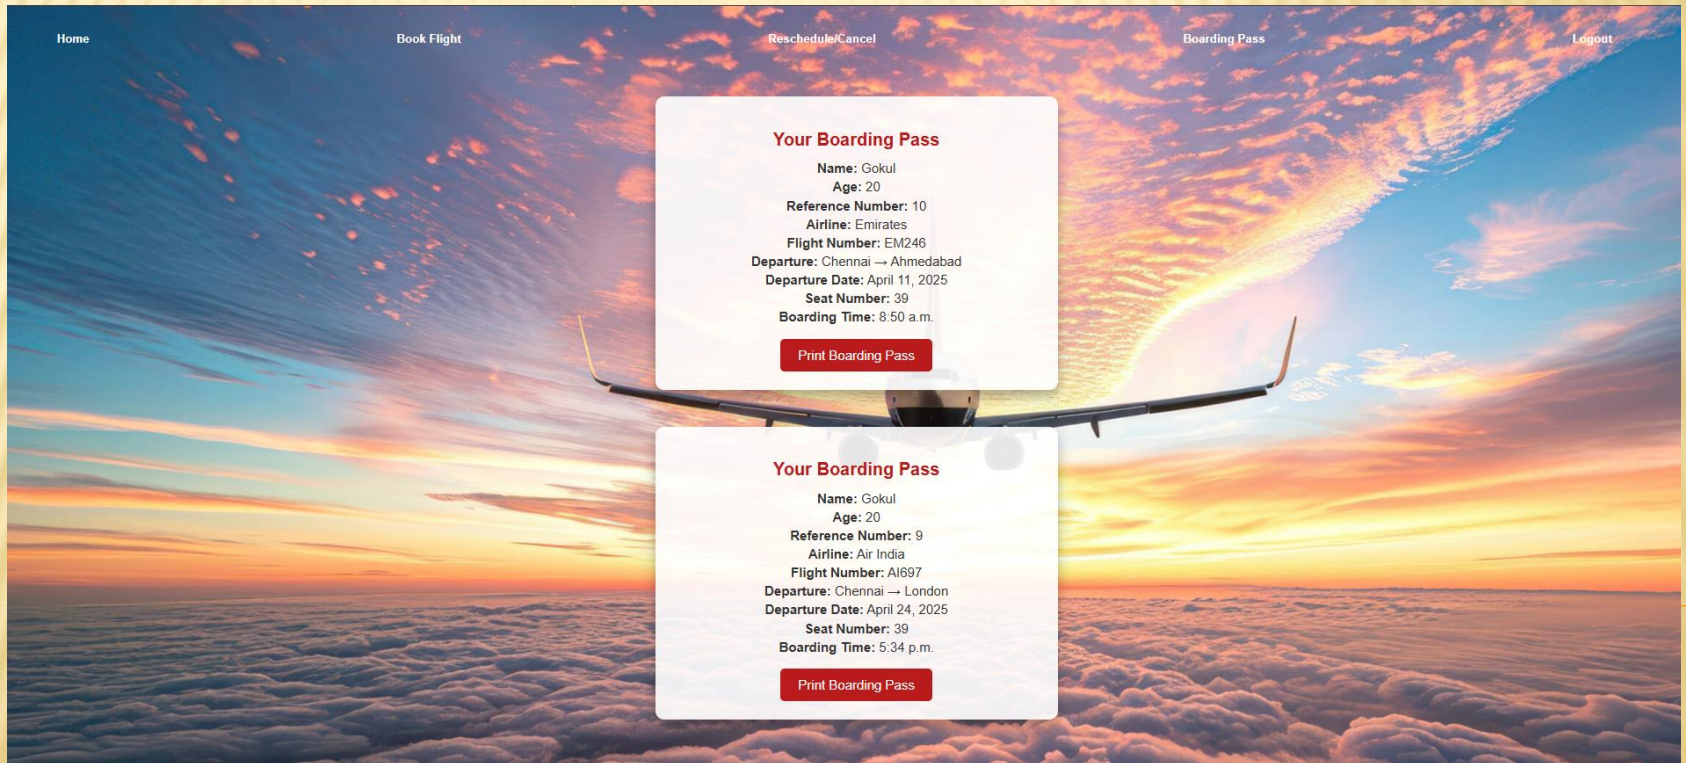 Home Book Flight Reschedule/Cancel Boarding Pass Logout
Your Boarding Pass
Name: Gokul
Age: 20
Reference Number: 10
Airline: Emirates
Flight Number: EM246
Departure: Chennai → Ahmedabad
Departure Date: April 11, 2025
Seat Number: 39
Boarding Time: 8:50 a.m.
Print Boarding Pass
Your Boarding Pass
Name: Gokul
Age: 20
Reference Number: 9
Airline: Air India
Flight Number: AI697
Departure: Chennai → London
Departure Date: April 24, 2025
Seat Number: 39
Boarding Time: 5:34 p.m.
Print Boarding Pass